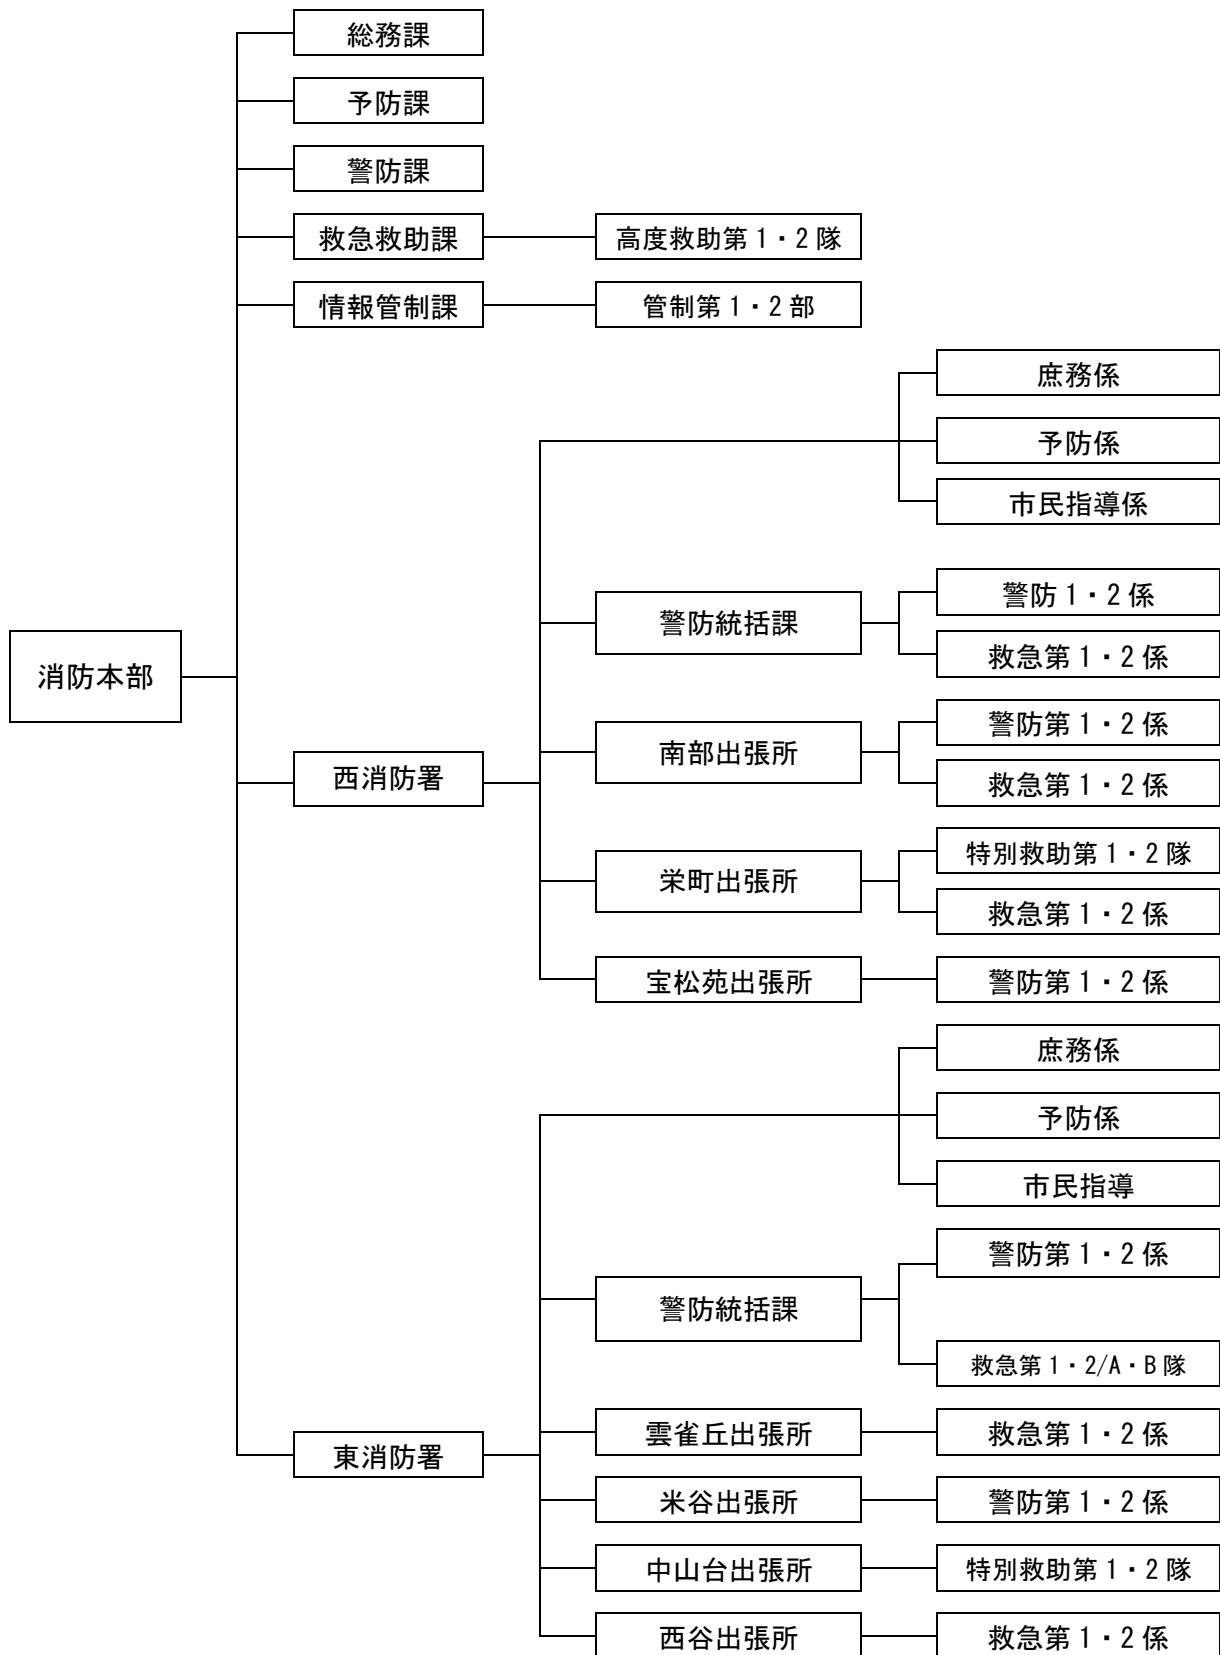 総務課
予防課
警防課
救急救助課
高度救助第1・2隊
情報管制課
管制第1・2部
庶務係
予防係
市民指導係
警防統括課
警防1・2係
救急第1・2係
消防本部
西消防署
南部出張所
警防第1・2係
救急第1・2係
栄町出張所
特別救助第1・2隊
救急第1・2係
宝松苑出張所
警防第1・2係
庶務係
予防係
市民指導
警防統括課
警防第1・2係
救急第1・2/A・B隊
東消防署
雲雀丘出張所
救急第1・2係
米谷出張所
警防第1・2係
中山台出張所
特別救助第1・2隊
西谷出張所
救急第1・2係